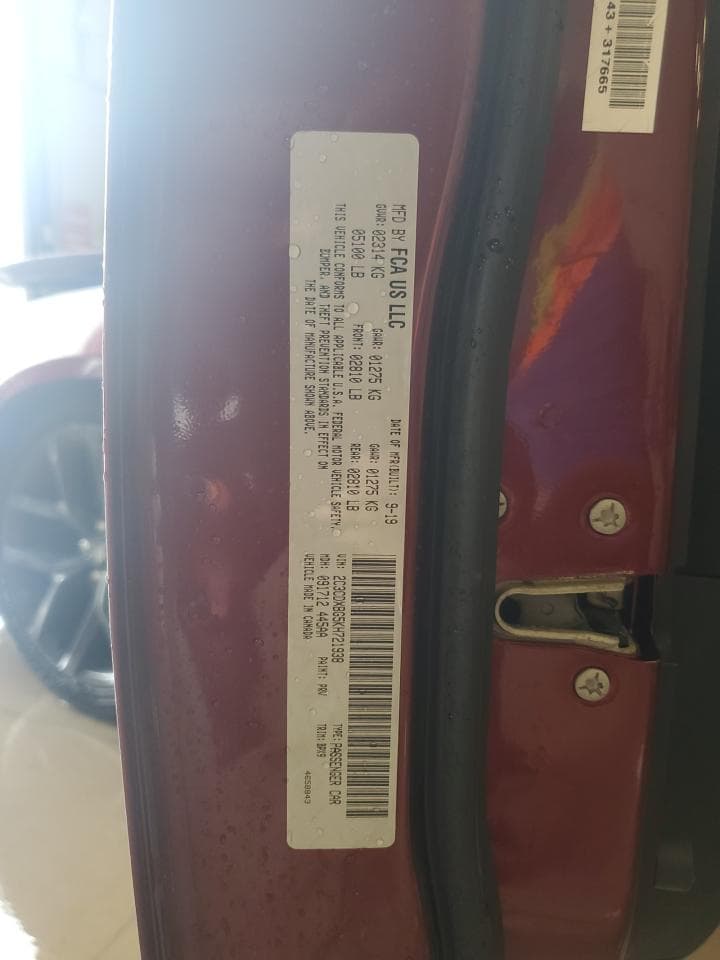 43 + 317665
MFD BY FCA US LLC
DATE OF MFR(BUILT): 9-19
GVWR: 02314 KG GAWR: 01275 KG GAWR: 01275 KG
05100 LB FRONT: 02810 LB REAR: 02810 LB
THIS VEHICLE CONFORMS TO ALL APPLICABLE U.S.A. FEDERAL MOTOR VEHICLE SAFETY,
BUMPER, AND THEFT PREVENTION STANDARDS IN EFFECT ON
THE DATE OF MANUFACTURE SHOWN ABOVE.
VIN: 2C3CDXBG5KH721938 TYPE: PASSENGER CAR
MDH: 091712 445AA PAINT: PRV TRIM: BPX9
VEHICLE MADE IN CANADA 4658843